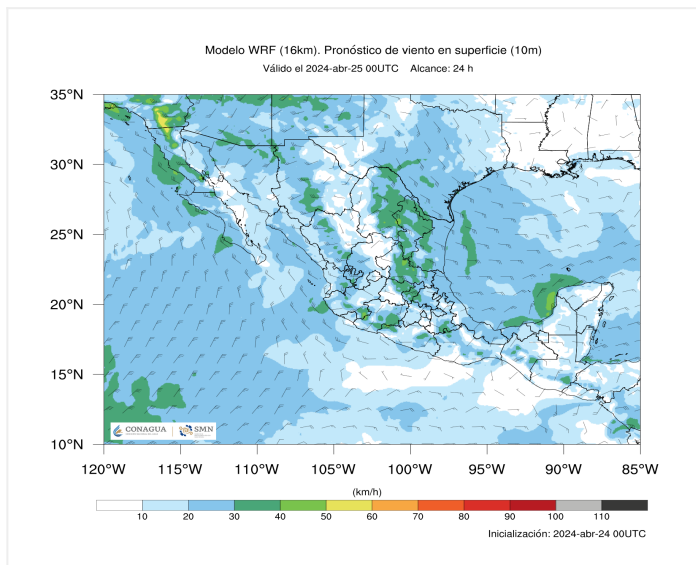 Modelo WRF (16km). Pronóstico de viento en superficie (10m)
Válido el 2024-abr-25 00UTC Alcance: 24 h
35°N
30°N
25°N
20°N
15°N
10°N
CONAGUA
SMN
120°W 115°W 110°W 105°W 100°W 95°W 90°W 85°W
(km/h)
10 20 30 40 50 60 70 80 90 100 110
Inicialización: 2024-abr-24 00UTC